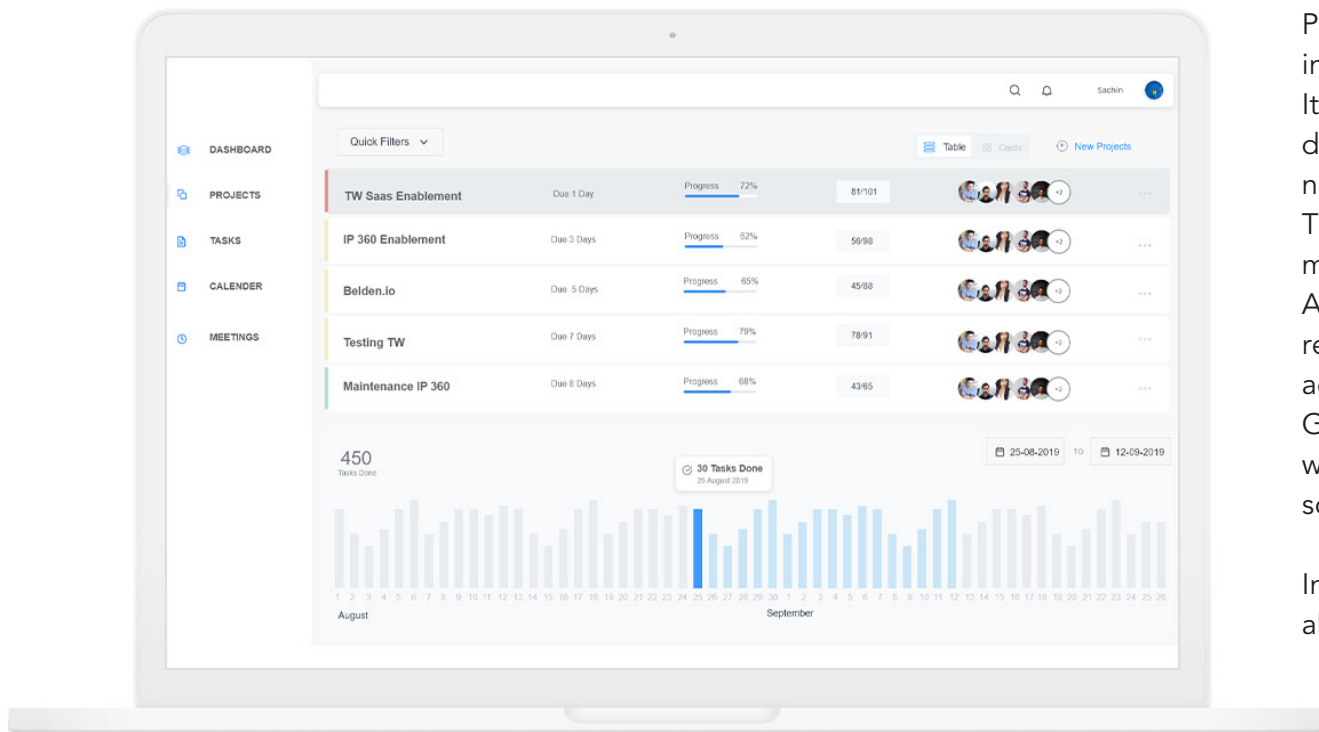 Sachin
DASHBOARD
PROJECTS
TASKS
CALENDER
MEETINGS
Quick Filters
Table Cards New Projects
TW Saas Enablement Due 1 Day Progress 72% 81/101 +2
IP 360 Enablement Due 3 Days Progress 62% 56/98 +2
Belden.io Due 5 Days Progress 65% 45/88 +2
Testing TW Due 7 Days Progress 79% 78/91 +2
Maintenance IP 360 Due 8 Days Progress 68% 43/65 +2
450
Tasks Done
25-08-2019 TO 12-09-2019
30 Tasks Done
25 August 2019
1 2 3 4 5 6 7 8 9 10 11 12 13 14 15 16 17 18 19 20 21 22 23 24 25 26 27 28 29 30 1 2 3 4 5 6 7 8 9 10 11 12 13 14 15 16 17 18 19 20 21 22 23 24 25 26
August September
It